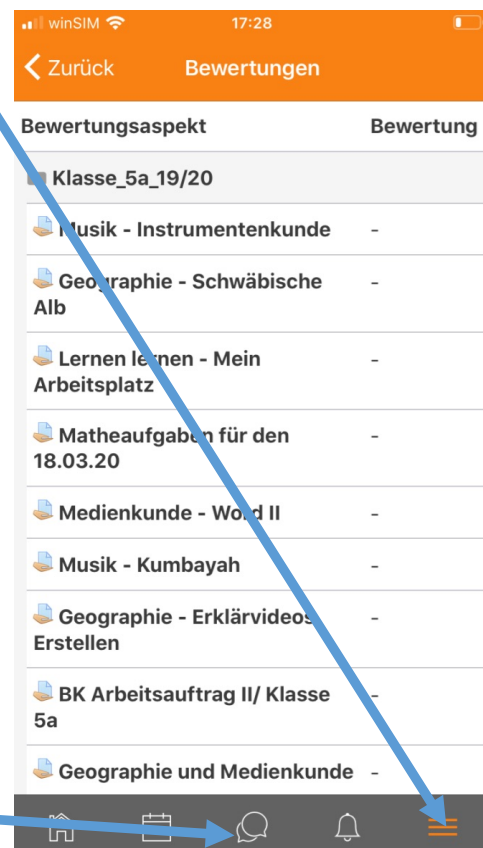 winSIM 17:28
Zurück Bewertungen
Bewertungsaspekt Bewertung
Klasse_5a_19/20
Musik - Instrumentenkunde -
Geographie - Schwäbische -
Alb
Lernen lernen - Mein -
Arbeitsplatz
Matheaufgaben für den -
18.03.20
Medienkunde - Word II -
Musik - Kumbayah -
Geographie - Erklärvideos -
Erstellen
BK Arbeitsauftrag II/ Klasse -
5a
Geographie und Medienkunde -